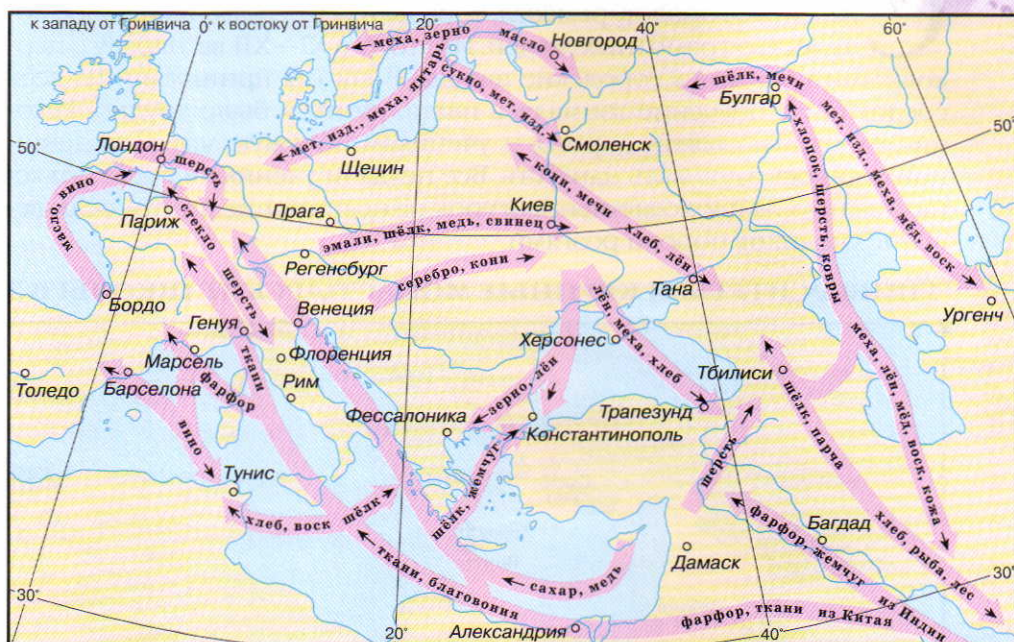 к западу от Гринвича 0° к востоку от Гринвича
20°
40°
60°
меха, зерно
масло
Новгород
шёлк, мечи
Булгар
сукно, мет. изд.
мет. изд., меха, янтарь
мет. изд., меха, мёд, воск
50°
50°
Лондон
шерсть
Щецин
Смоленск
хлопок, шерсть, ковры
масло, вино
Париж
стекло
шерсть
Прага
Киев
кони, мечи
хлеб, лён
эмали, шёлк, медь, свинец
Регенсбург
серебро, кони
Тана
Ургенч
Бордо
Венеция
Генуя
лён, меха, хлеб
Херсонес
Марсель
Флоренция
ткани
Тбилиси
меха, лён, мёд, воск, кожа
Толедо
Барселона
фарфор
Рим
зерно, лён
Фессалоника
Трапезунд
Константинополь
шёлк, парча
хлеб, рыба, лес
вино
шерсть
Тунис
шёлк, жемчуг
хлеб, воск
шёлк
Багдад
фарфор, жемчуг
из Индии
Дамаск
30°
30°
ткани, благовония
сахар, медь
20°
Александрия
фарфор, ткани
из Китая
40°